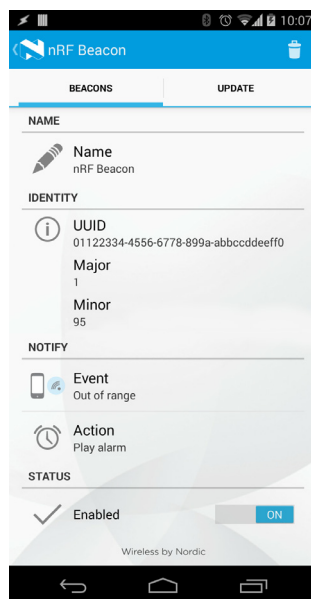 10:07
nRF Beacon
BEACONS
UPDATE
NAME
Name
nRF Beacon
IDENTITY
UUID
01122334-4556-6778-899a-abbccddeeff0
Major
1
Minor
95
NOTIFY
Event
Out of range
Action
Play alarm
STATUS
Enabled
ON
Wireless by Nordic